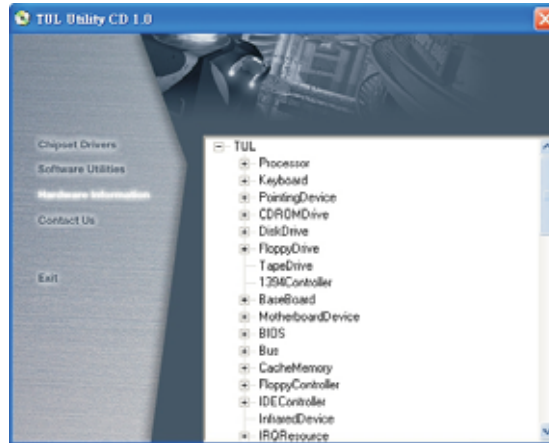 TUL Utility CD 1.0
Chipset Drivers
Software Utilities
Hardware Information
Contact Us
Exit
TUL
Processor
Keyboard
PointingDevice
CDROMDrive
DiskDrive
FloppyDrive
TapeDrive
1394Controller
BaseBoard
MotherboardDevice
BIOS
Bus
CacheMemory
FloppyController
IDEController
InfraredDevice
IRQResource